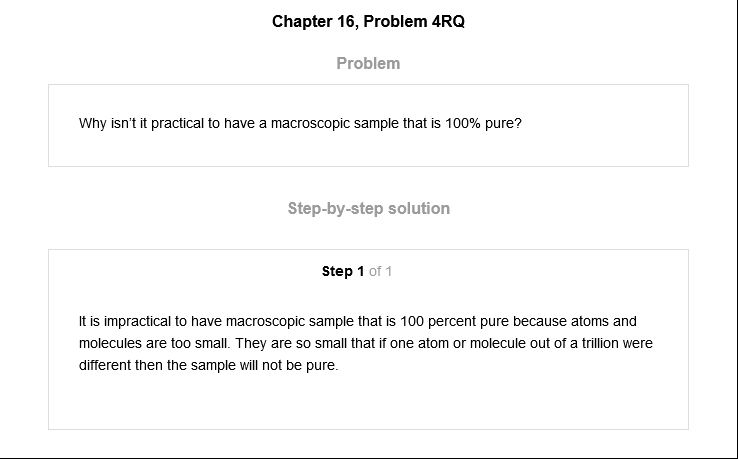 Chapter 16, Problem 4RQ
Problem
Why isn't it practical to have a macroscopic sample that is 100% pure?
Step-by-step solution
Step 1 of 1
It is impractical to have macroscopic sample that is 100 percent pure because atoms and
molecules are too small. They are so small that if one atom or molecule out of a trillion were
different then the sample will not be pure.